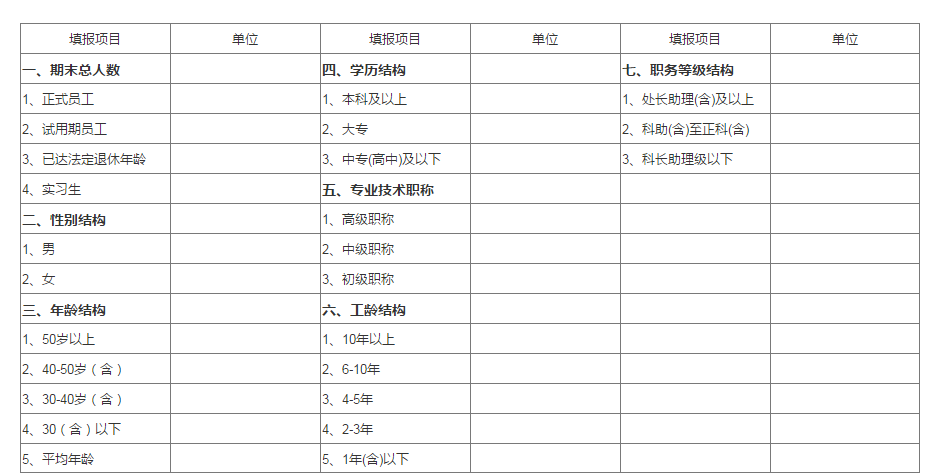 填报项目 单位 填报项目 单位 填报项目 单位
一、期末总人数 四、学历结构 七、职务等级结构
1、正式员工 1、本科及以上 1、处长助理(含)及以上
2、试用期员工 2、大专 2、科助(含)至正科(含)
3、已达法定退休年龄 3、中专(高中)及以下 3、科长助理级以下
4、实习生 五、专业技术职称
二、性别结构 1、高级职称
1、男 2、中级职称
2、女 3、初级职称
三、年龄结构 六、工龄结构
1、50岁以上 1、10年以上
2、40-50岁（含） 2、6-10年
3、30-40岁（含） 3、4-5年
4、30（含）以下 4、2-3年
5、平均年龄 5、1年(含)以下